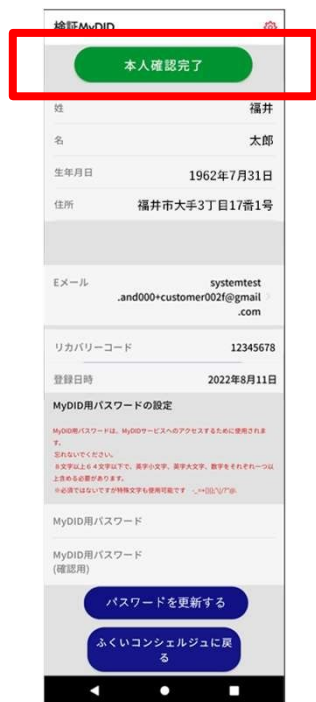 検証MyDID
本人確認完了
姓 福井
名 太郎
生年月日 1962年7月31日
住所 福井市大手3丁目17番1号
Eメール systemtest
.and000+customer002f@gmail
.com
リカバリーコード 12345678
登録日時 2022年8月11日
MyDID用パスワードの設定
MyDID用パスワードは、MyDIDサービスへのアクセスするために使用されま
す。
忘れないでください。
8文字以上64文字以下で、英字小文字、英字大文字、数字をそれぞれ一つ以
上含める必要があります。
※必須ではないですが特殊文字も使用可能です
MyDID用パスワード
MyDID用パスワード
(確認用)
パスワードを更新する
ふくいコンシェルジュに戻
る